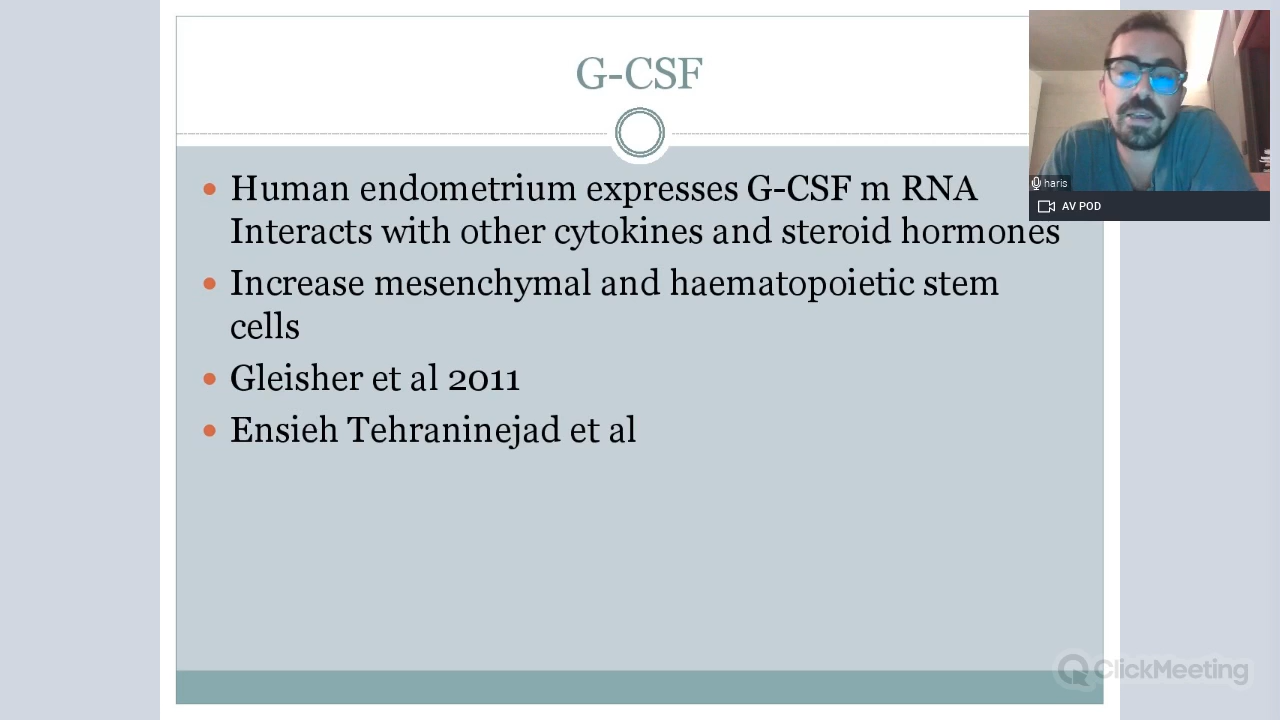 G-CSF
Human endometrium expresses G-CSF m RNA
Interacts with other cytokines and steroid hormones
Increase mesenchymal and haematopoietic stem
cells
Gleisher et al 2011
Ensieh Tehraninejad et al
haris
AV POD
ClickMeeting